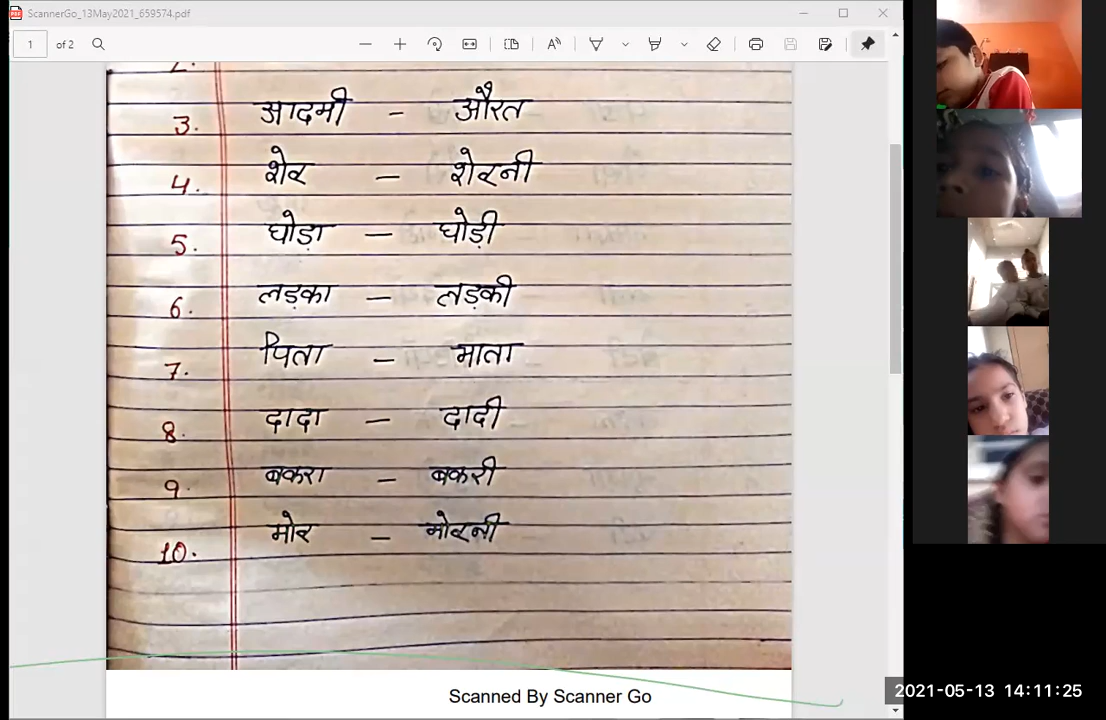 ScannerGo_13May2021_659574.pdf
1 of 2
3. आदमी - औरत
4. शेर - शेरनी
5. घोड़ा - घोड़ी
6. लड़का - लड़की
7. पिता - माता
8. दादा - दादी
9. बकरा - बकरी
10. मोर - मोरनी
Scanned By Scanner Go
2021-05-13 14:11:25